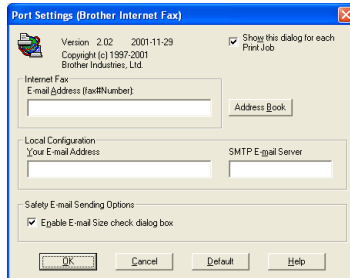 Port Settings (Brother Internet Fax)
Version 2.02 2001-11-29
Copyright (c) 1997-2001
Brother Industries, Ltd.
Show this dialog for each
Print Job
Internet Fax
E-mail Address (fax#Number):
Address Book
Local Configuration
Your E-mail Address
SMTP E-mail Server
Safety E-mail Sending Options
Enable E-mail Size check dialog box
OK
Cancel
Default
Help